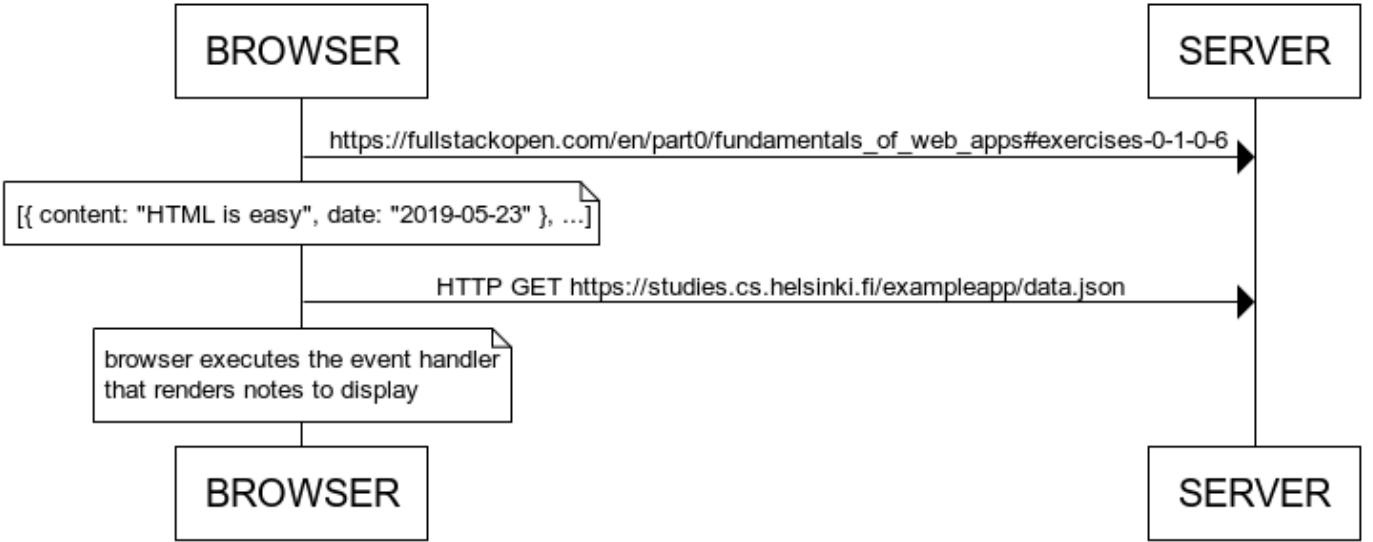 BROWSER
SERVER
https://fullstackopen.com/en/part0/fundamentals_of_web_apps#exercises-0-1-0-6
[{ content: "HTML is easy", date: "2019-05-23" }, ...]
HTTP GET https://studies.cs.helsinki.fi/exampleapp/data.json
browser executes the event handler
that renders notes to display
BROWSER
SERVER